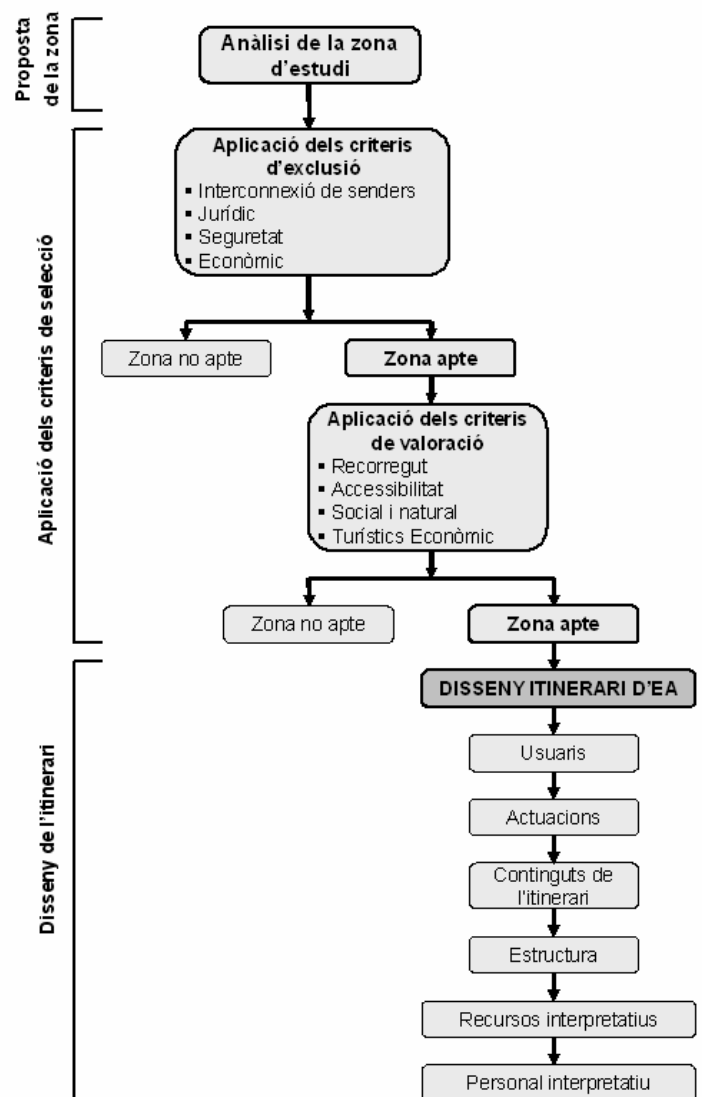 Proposta
de la zona
Anàlisi de la zona
d'estudi
Aplicació dels criteris de selecció
Aplicació dels criteris
d'exclusió
▪ Interconnexió de senders
▪ Jurídic
▪ Seguretat
▪ Econòmic
Zona no apte
Zona apte
Aplicació dels criteris
de valoració
▪ Recorregut
▪ Accessibilitat
▪ Social i natural
▪ Turístics Econòmic
Zona no apte
Zona apte
Disseny de l'itinerari
DISSENY ITINERARI D'EA
Usuaris
Actuacions
Continguts de
l'itinerari
Estructura
Recursos interpretatius
Personal interpretatiu